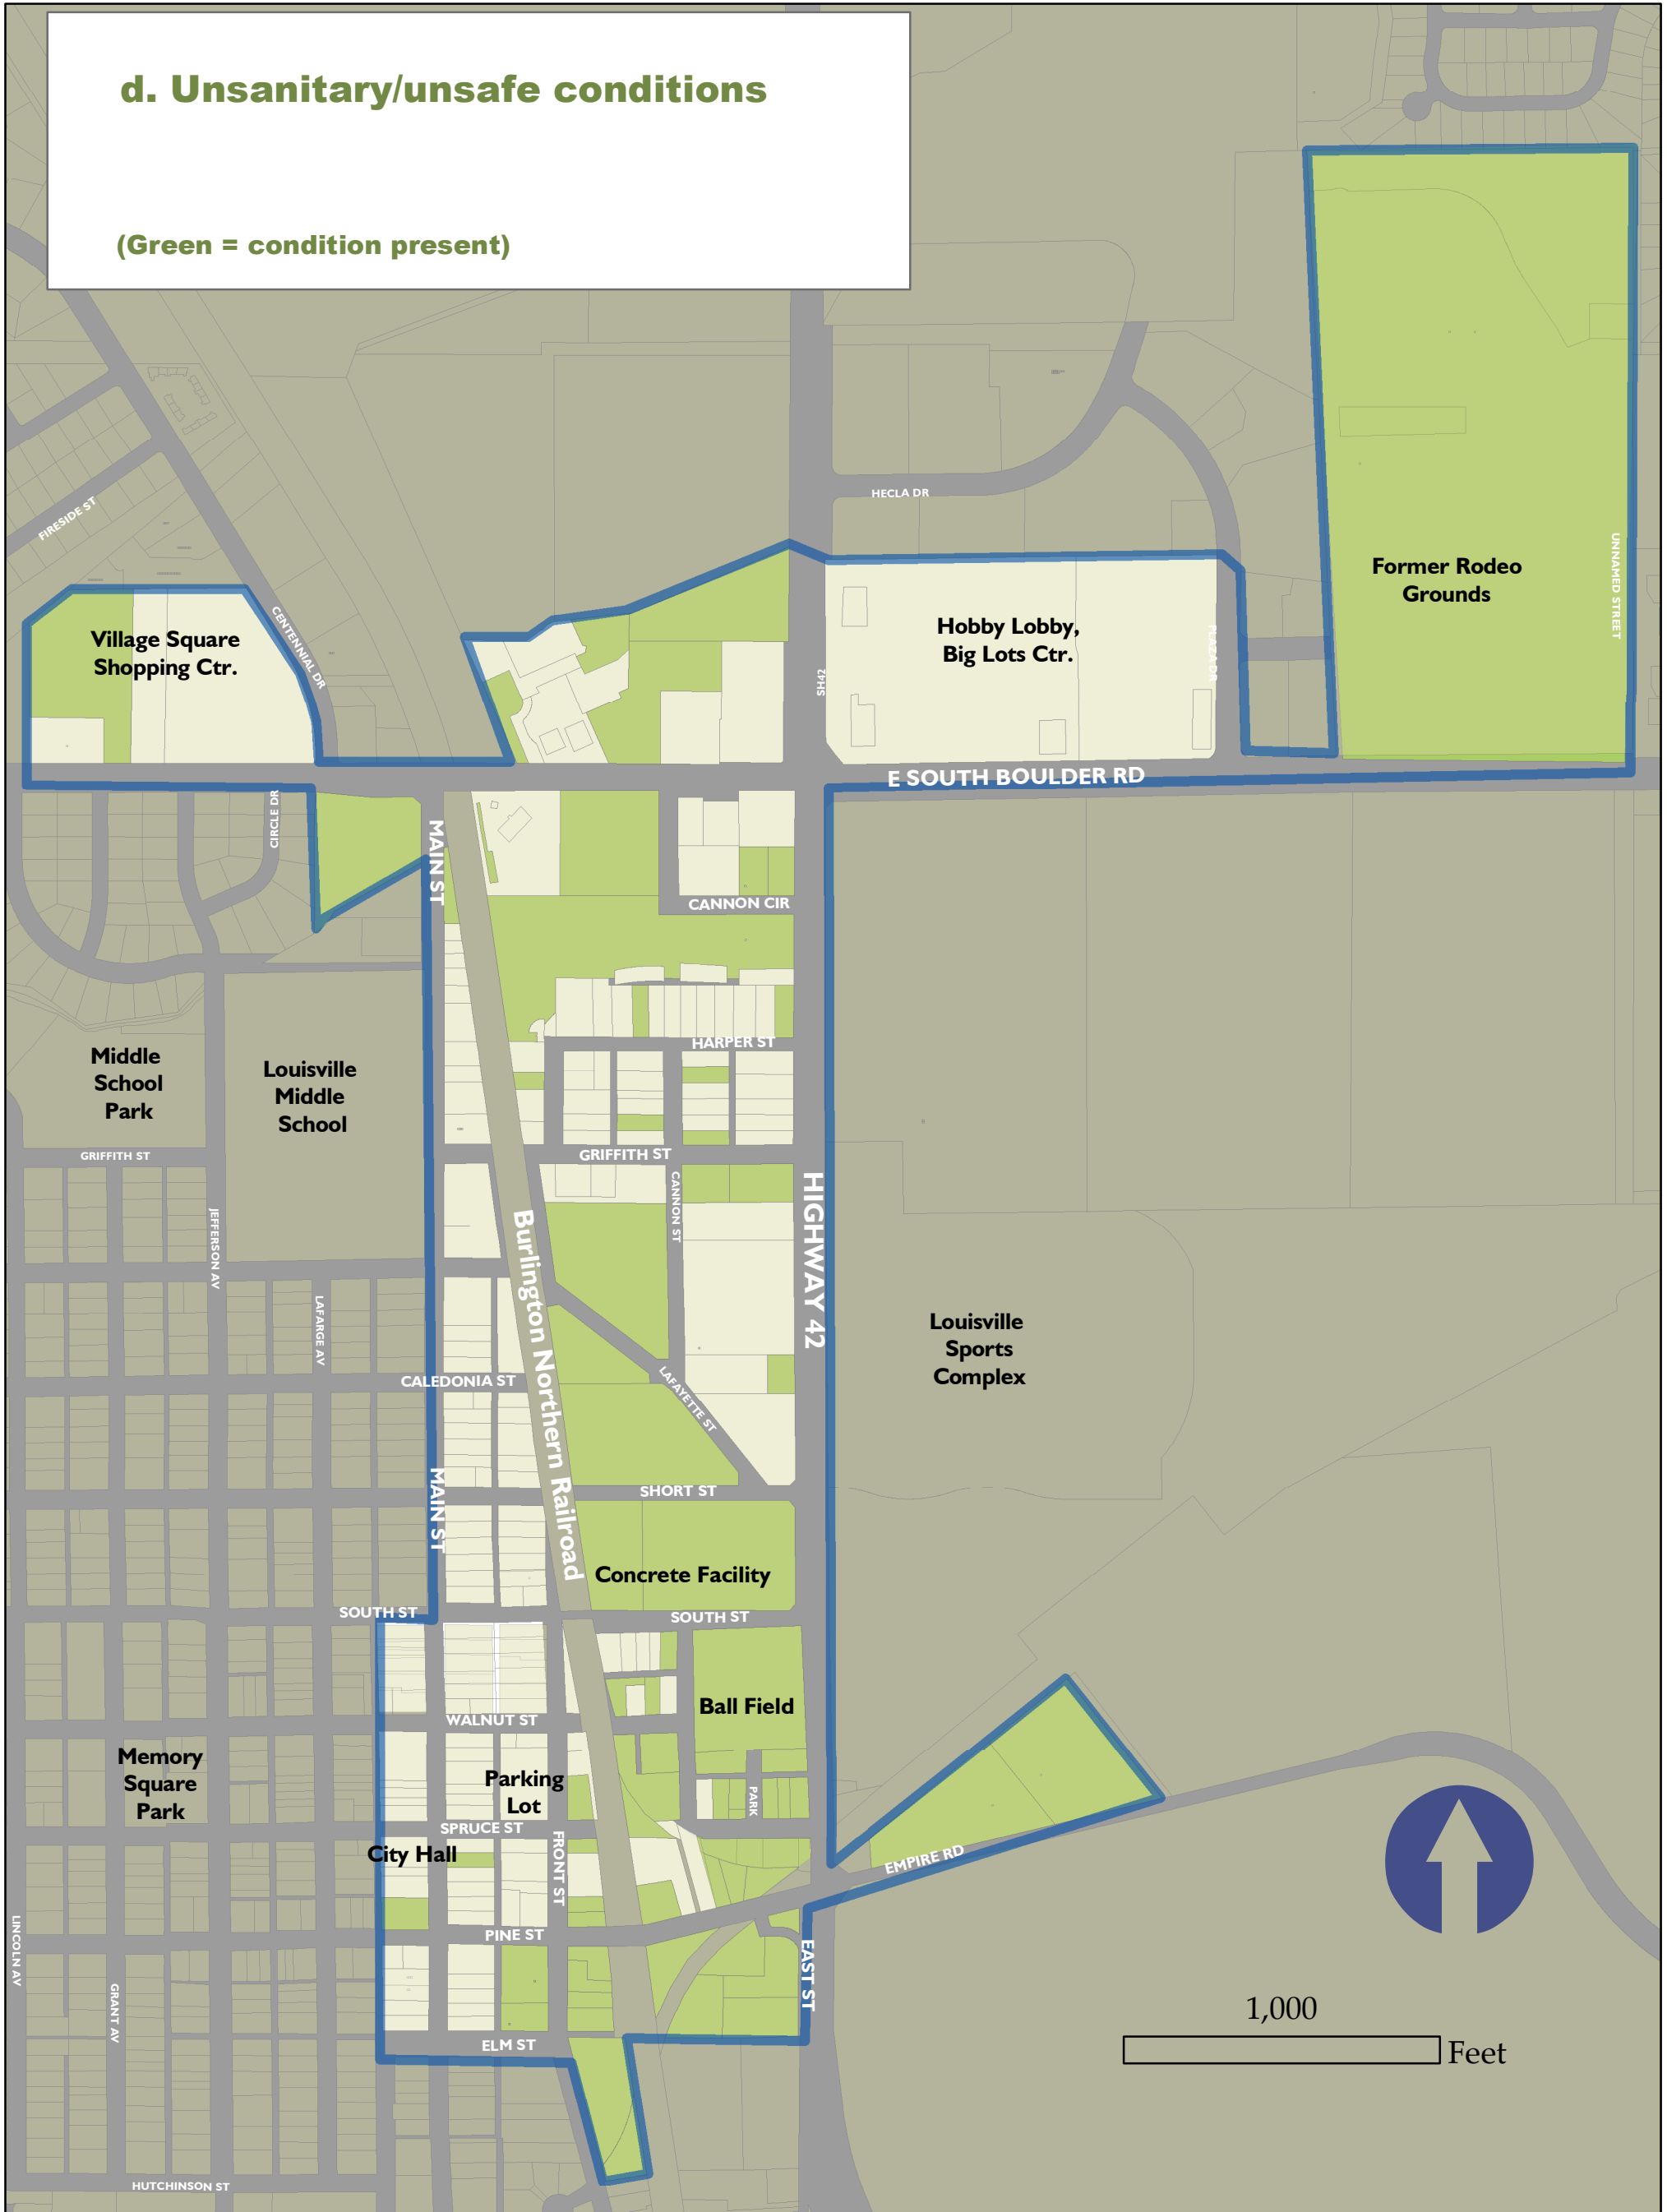 d. Unsanitary/unsafe conditions
(Green = condition present)
HECLA DR
FIRESIDE ST
UNNAMED STREET
Former Rodeo
Grounds
CENTENNIAL DR
Village Square
Shopping Ctr.
Hobby Lobby,
Big Lots Ctr.
PLAZA DR
SH42
E SOUTH BOULDER RD
CIRCLE DR
MAIN ST
CANNON CIR
HARPER ST
Middle
School
Park
Louisville
Middle
School
GRIFFITH ST
GRIFFITH ST
CANNON ST
HIGHWAY 42
JEFFERSON AV
Burlington Northern Railroad
LAFARGE AV
Louisville
Sports
Complex
CALEDONIA ST
LAFAYETTE ST
MAIN ST
SHORT ST
Concrete Facility
SOUTH ST
SOUTH ST
Ball Field
WALNUT ST
Memory
Square
Park
Parking
Lot
PARK
SPRUCE ST
City Hall
FRONT ST
EMPIRE RD
LINCOLN AV
PINE ST
EAST ST
GRANT AV
1,000
Feet
ELM ST
HUTCHINSON ST